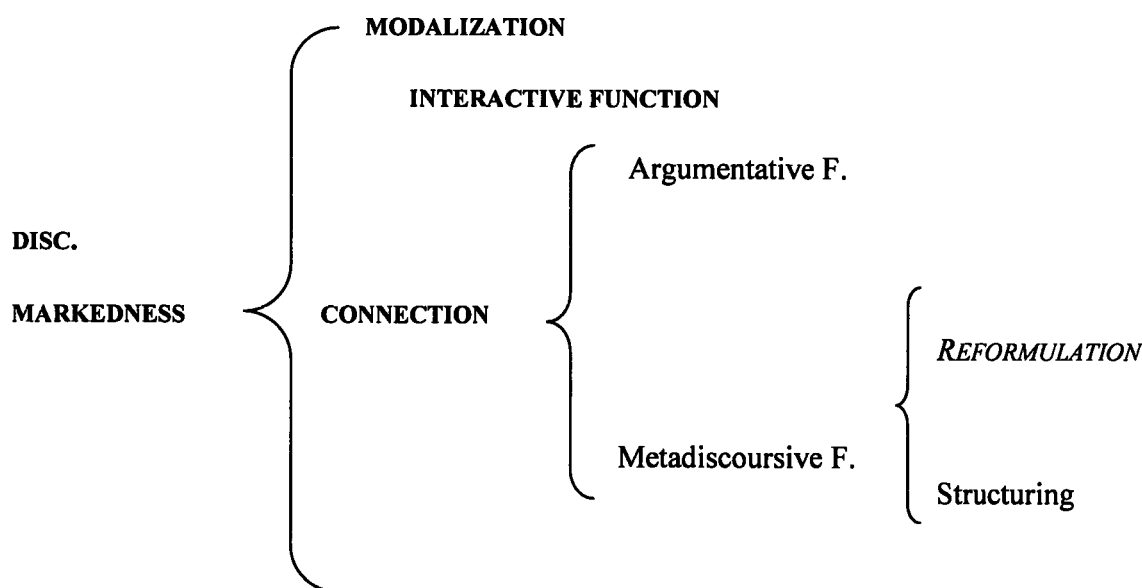 MODALIZATION
INTERACTIVE FUNCTION
Argumentative F.
DISC.
MARKEDNESS
CONNECTION
REFORMULATION
Metadiscoursive F.
Structuring